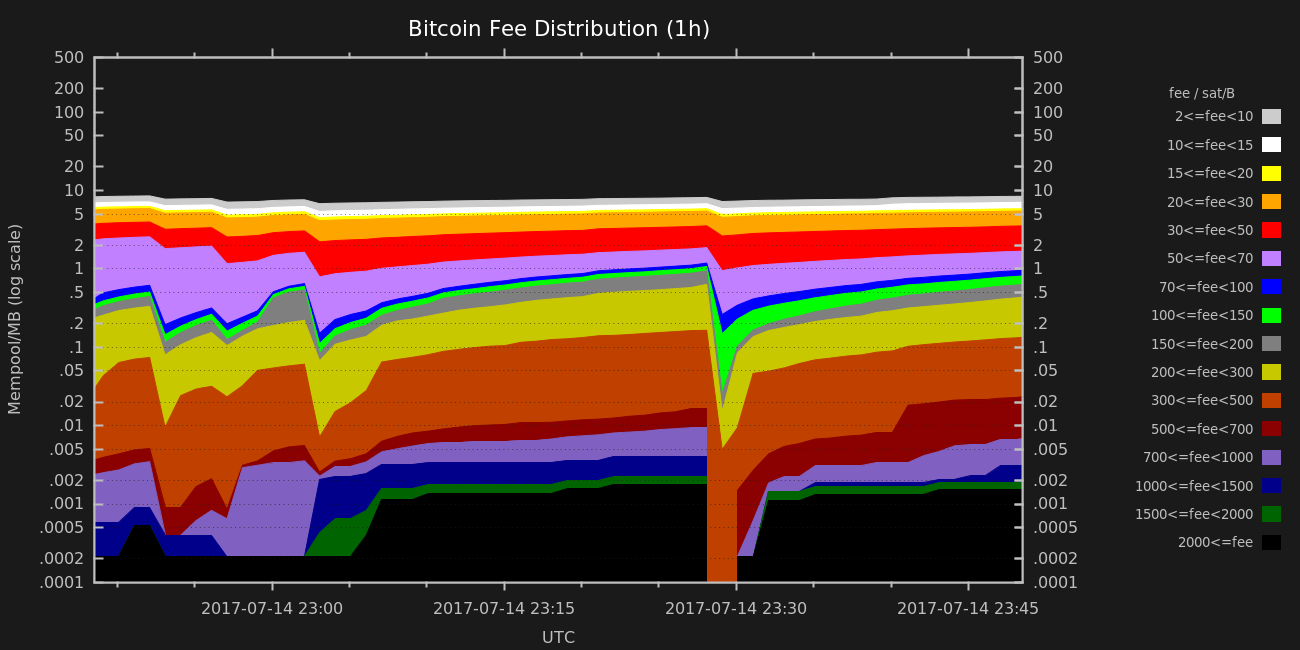 Bitcoin Fee Distribution (1h)
Mempool/MB (log scale)
500
200
100
50
20
10
5
2
1
.5
.2
.1
.05
.02
.01
.005
.002
.001
.0005
.0002
.0001
500
200
100
50
20
10
5
2
1
.5
.2
.1
.05
.02
.01
.005
.002
.001
.0005
.0002
.0001
2017-07-14 23:00 2017-07-14 23:15 2017-07-14 23:30 2017-07-14 23:45
UTC
fee / sat/B
2<=fee<10
10<=fee<15
15<=fee<20
20<=fee<30
30<=fee<50
50<=fee<70
70<=fee<100
100<=fee<150
150<=fee<200
200<=fee<300
300<=fee<500
500<=fee<700
700<=fee<1000
1000<=fee<1500
1500<=fee<2000
2000<=fee